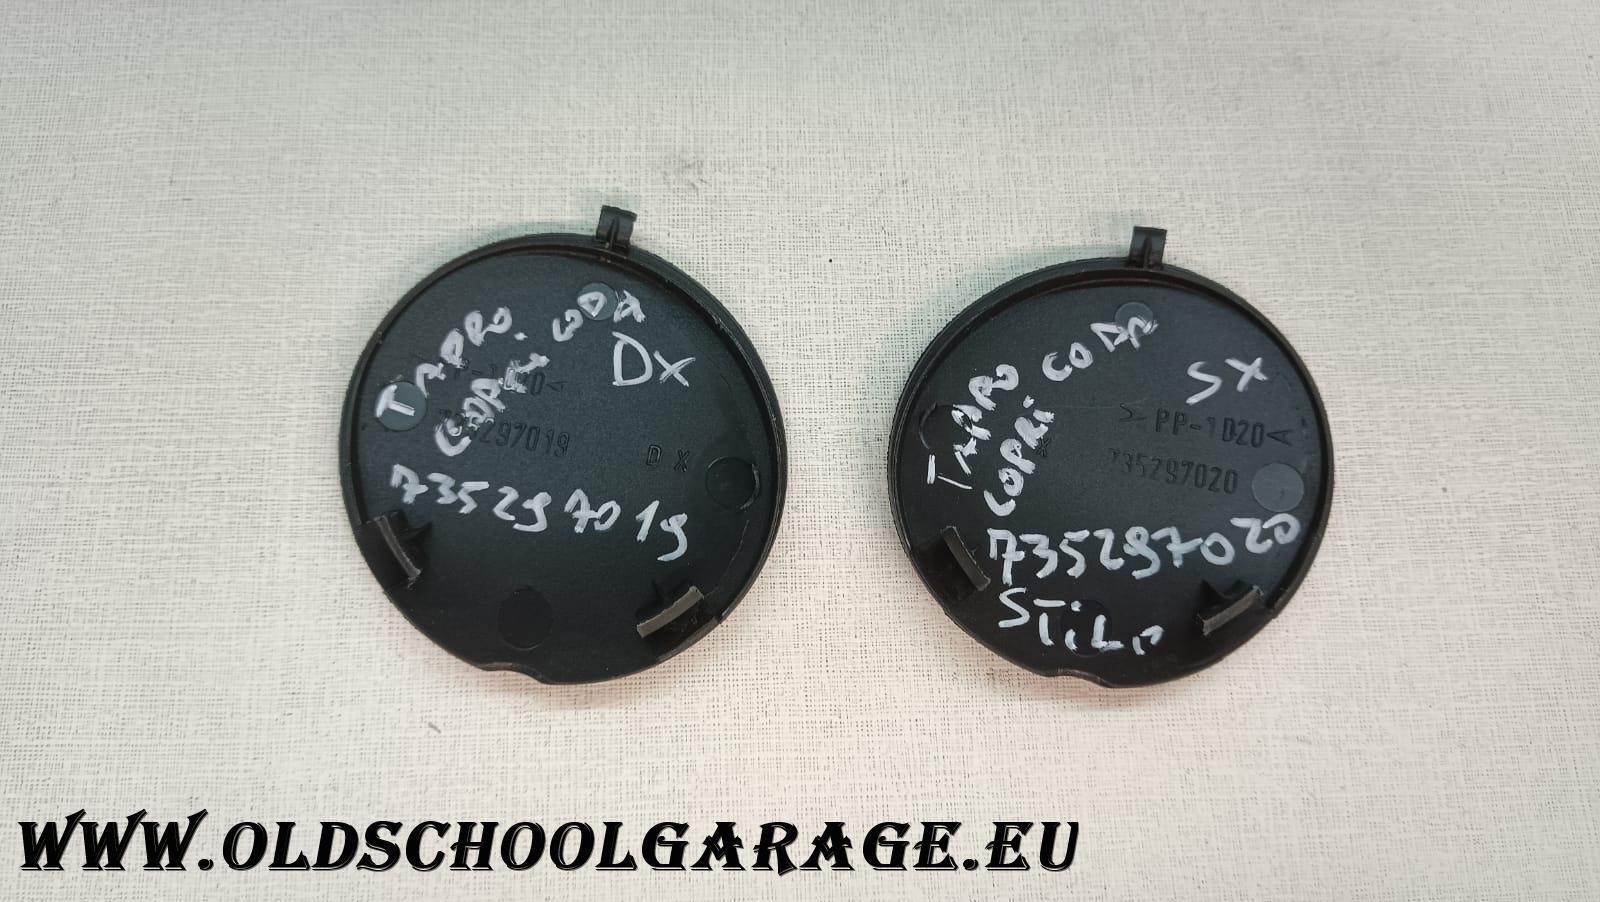 TAPPO
COPRI CODA
DX
PP-1D20<
735297019
D X
735297019
TAPPO
COPRI CODA
SX
>PP-1D20<
X
735297020
735297020
STILO
WWW.OLDSCHOOLGARAGE.EU